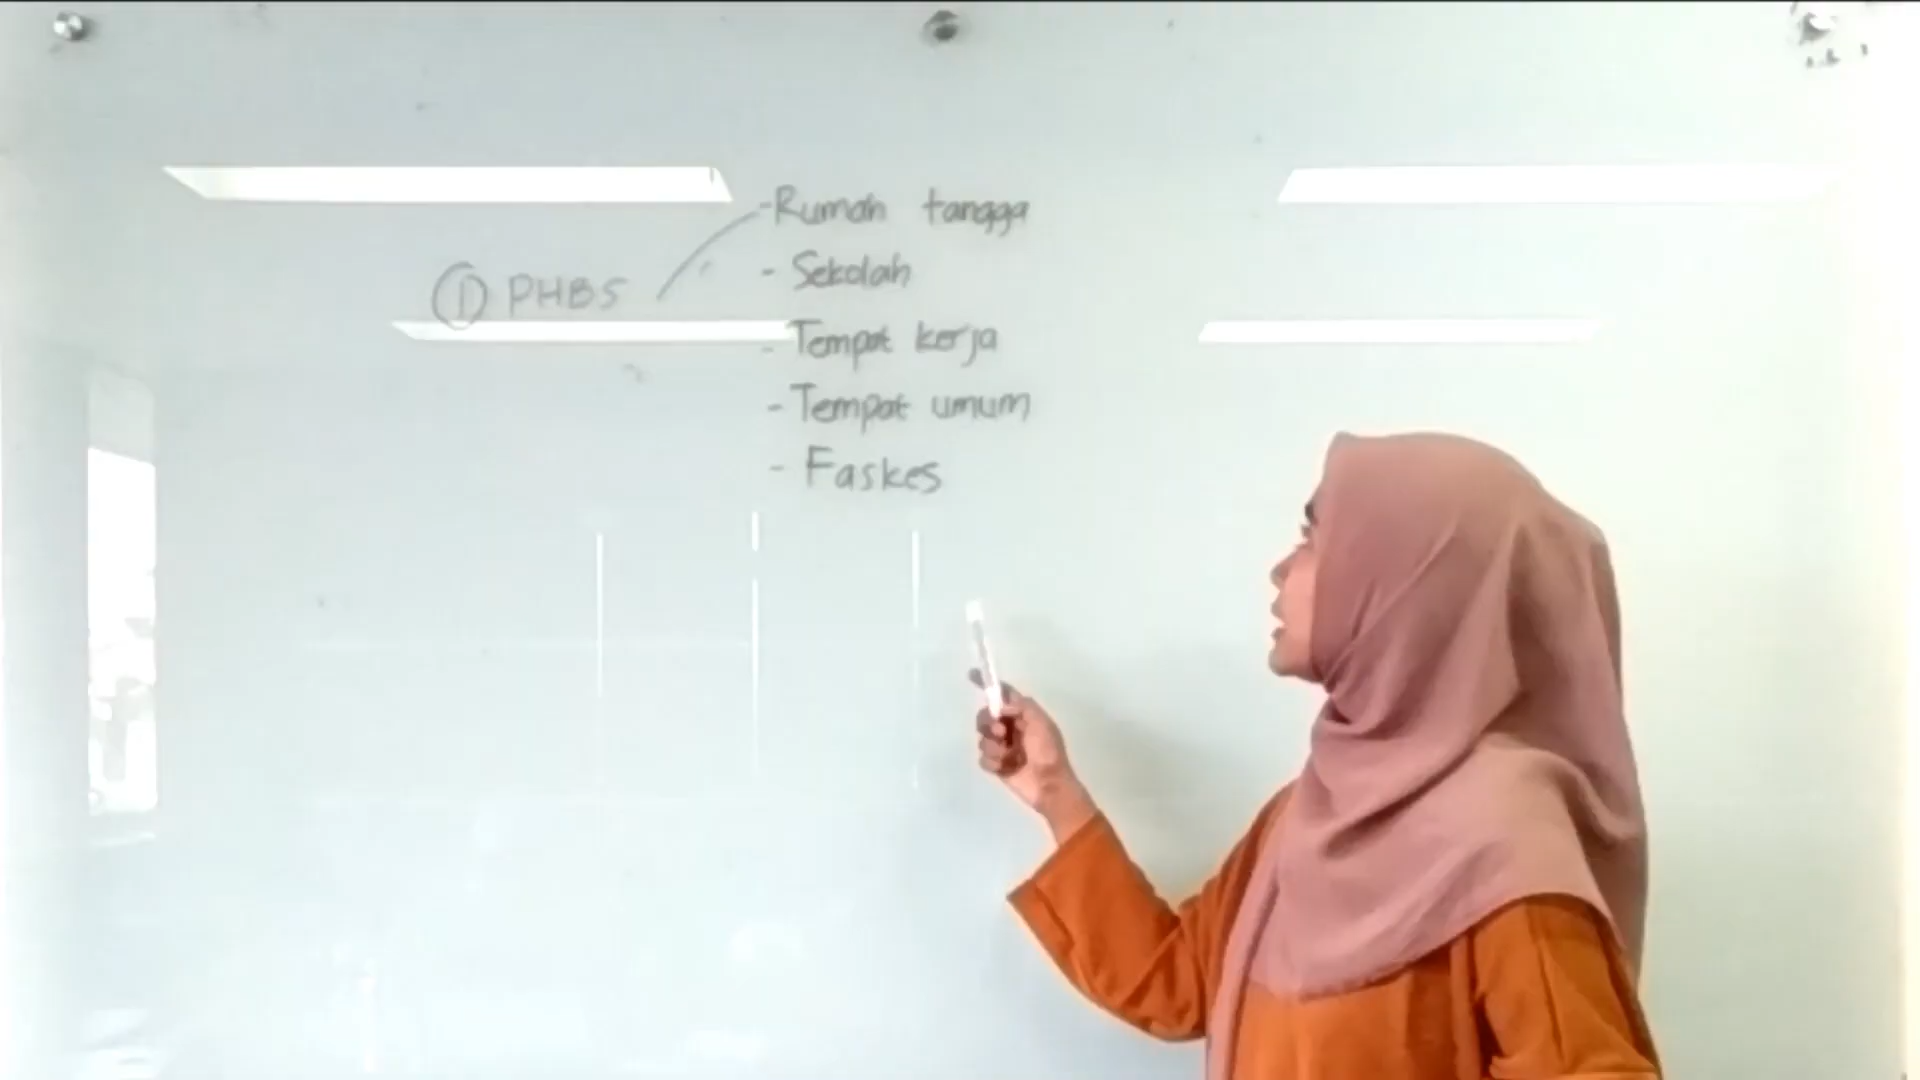 ① PHBS
- Rumah tangga
- Sekolah
- Tempat kerja
- Tempat umum
- Faskes